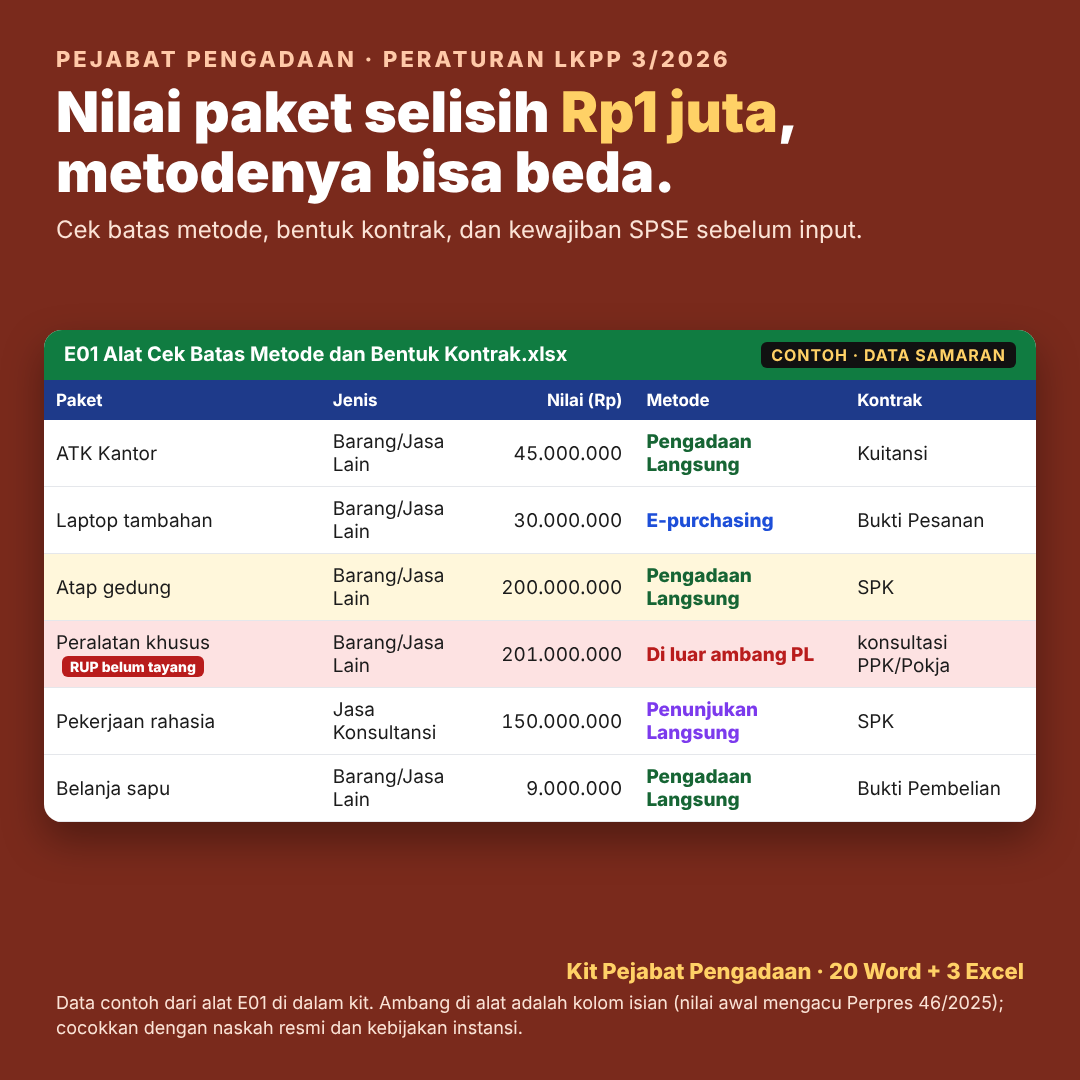 PEJABAT PENGADAAN · PERATURAN LKPP 3/2026
Nilai paket selisih Rp1 juta,
metodenya bisa beda.
Cek batas metode, bentuk kontrak, dan kewajiban SPSE sebelum input.
E01 Alat Cek Batas Metode dan Bentuk Kontrak.xlsx
CONTOH · DATA SAMARAN
Paket Jenis Nilai (Rp) Metode Kontrak
ATK Kantor
Barang/Jasa
Lain
45.000.000
Pengadaan
Langsung
Kuitansi
Laptop tambahan
Barang/Jasa
Lain
30.000.000
E-purchasing
Bukti Pesanan
Atap gedung
Barang/Jasa
Lain
200.000.000
Pengadaan
Langsung
SPK
Peralatan khusus
RUP belum tayang
Barang/Jasa
Lain
201.000.000
Di luar ambang PL
konsultasi
PPK/Pokja
Pekerjaan rahasia
Jasa
Konsultansi
150.000.000
Penunjukan
Langsung
SPK
Belanja sapu
Barang/Jasa
Lain
9.000.000
Pengadaan
Langsung
Bukti Pembelian
Kit Pejabat Pengadaan · 20 Word + 3 Excel
Data contoh dari alat E01 di dalam kit. Ambang di alat adalah kolom isian (nilai awal mengacu Perpres 46/2025);
cocokkan dengan naskah resmi dan kebijakan instansi.